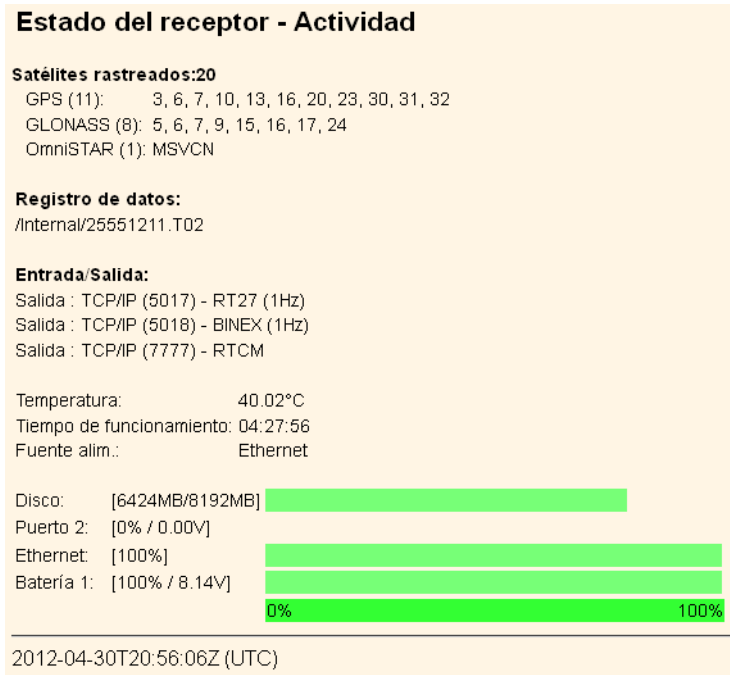 Estado del receptor - Actividad
Satélites rastreados:20
GPS (11): 3, 6, 7, 10, 13, 16, 20, 23, 30, 31, 32
GLONASS (8): 5, 6, 7, 9, 15, 16, 17, 24
OmniSTAR (1): MSVCN
Registro de datos:
/Internal/25551211.T02
Entrada/Salida:
Salida : TCP/IP (5017) - RT27 (1Hz)
Salida : TCP/IP (5018) - BINEX (1Hz)
Salida : TCP/IP (7777) - RTCM
Temperatura: 40.02°C
Tiempo de funcionamiento: 04:27:56
Fuente alim.: Ethernet
Disco: [6424MB/8192MB]
Puerto 2: [0% / 0.00V]
Ethernet: [100%]
Batería 1: [100% / 8.14V]
0% 100%
2012-04-30T20:56:06Z (UTC)